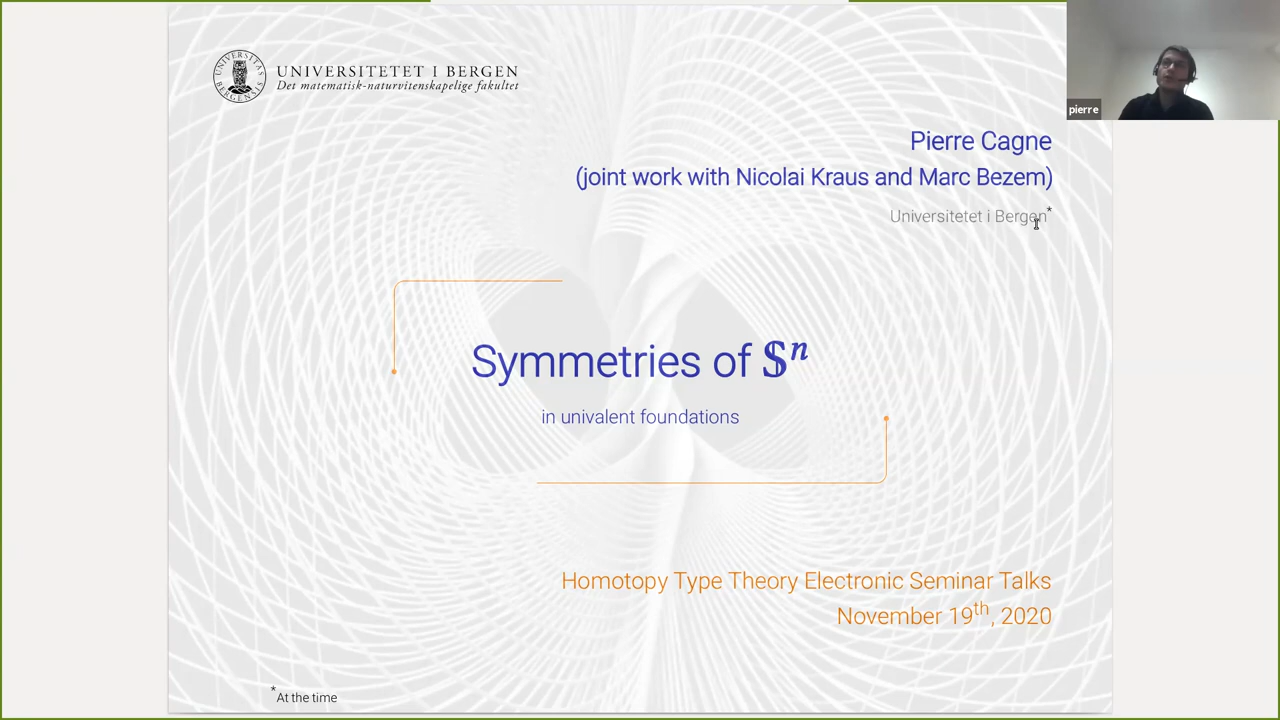 UNIVERSITETET I BERGEN
Det matematisk-naturvitenskapelige fakultet
pierre
Pierre Cagne
(joint work with Nicolai Kraus and Marc Bezem)
Universitetet i Bergen*
Symmetries of 𝕊ⁿ
in univalent foundations
Homotopy Type Theory Electronic Seminar Talks
November 19th, 2020
*At the time